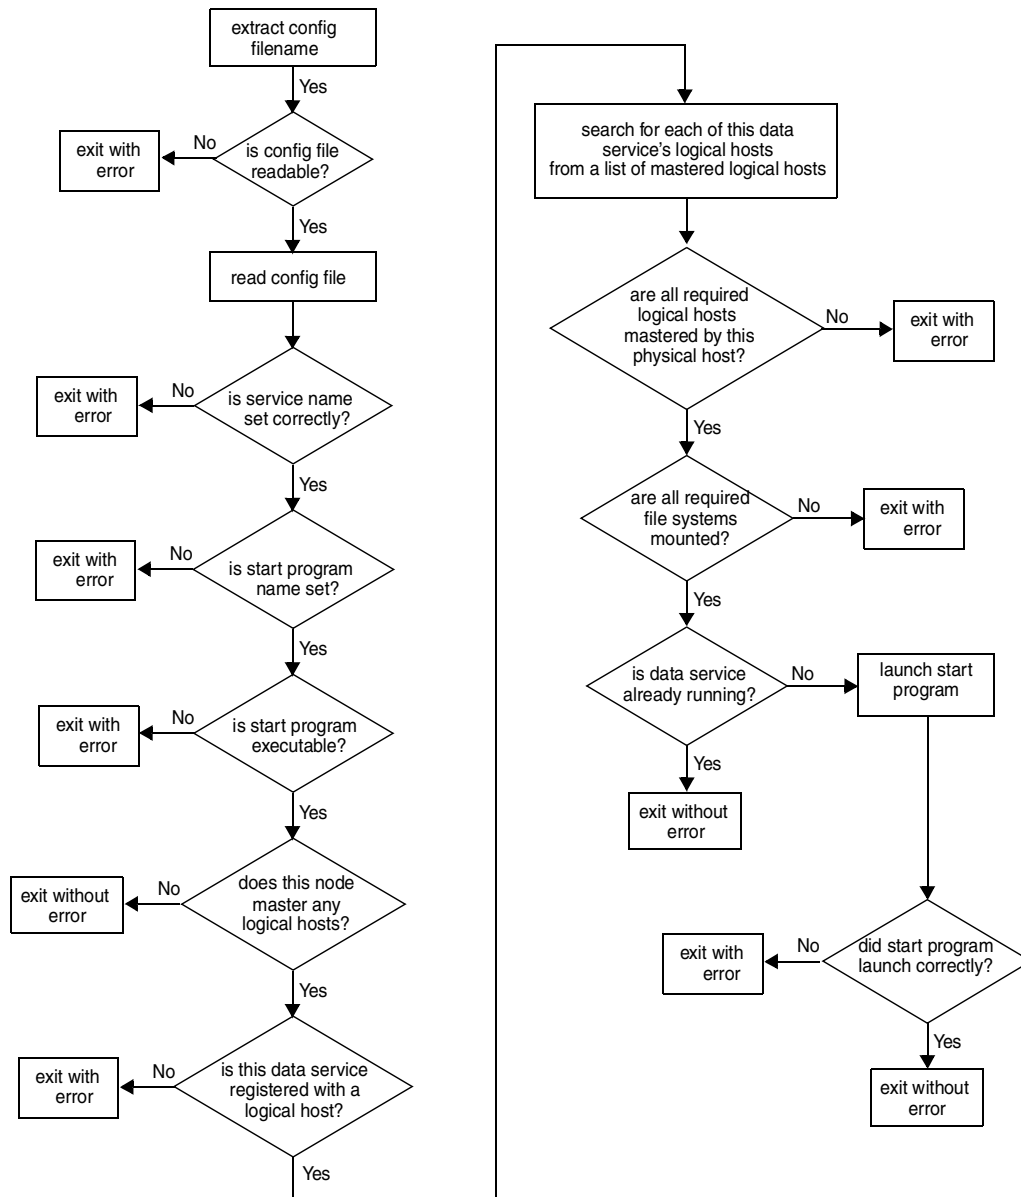 extract config
filename
Yes
is config file
readable?
No
exit with
error
Yes
read config file
is service name
set correctly?
No
exit with
error
Yes
is start program
name set?
No
exit with
error
Yes
is start program
executable?
No
exit with
error
Yes
does this node
master any
logical hosts?
No
exit without
error
Yes
is this data service
registered with a
logical host?
No
exit with
error
Yes
search for each of this data
service's logical hosts
from a list of mastered logical hosts
are all required
logical hosts
mastered by this
physical host?
No
exit with
error
Yes
are all required
file systems
mounted?
No
exit with
error
Yes
is data service
already running?
No
launch start
program
Yes
exit without
error
did start program
launch correctly?
No
exit with
error
Yes
exit without
error